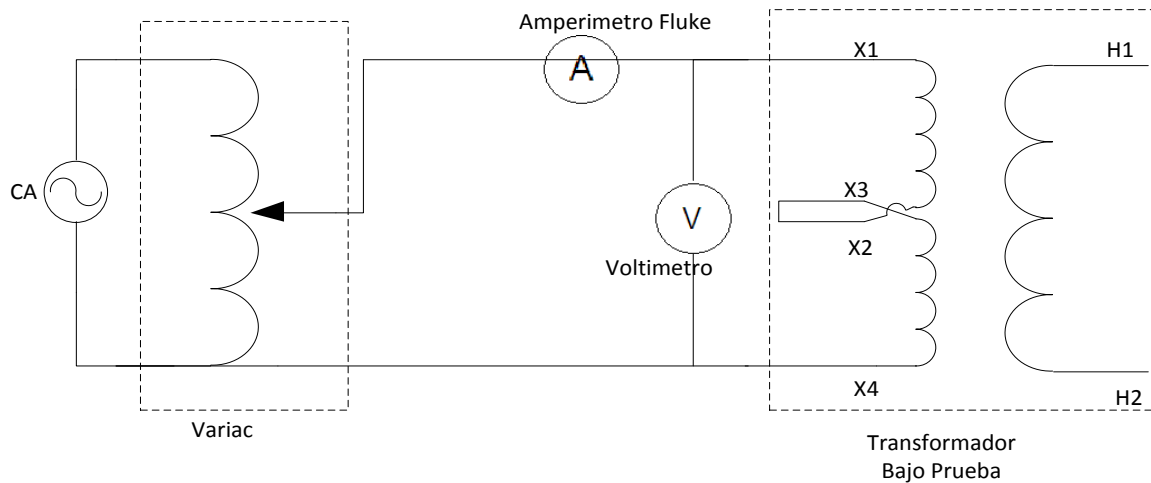 Amperimetro Fluke
A
X1
H1
CA
X3
V
X2
Voltimetro
X4
H2
Variac
Transformador
Bajo Prueba